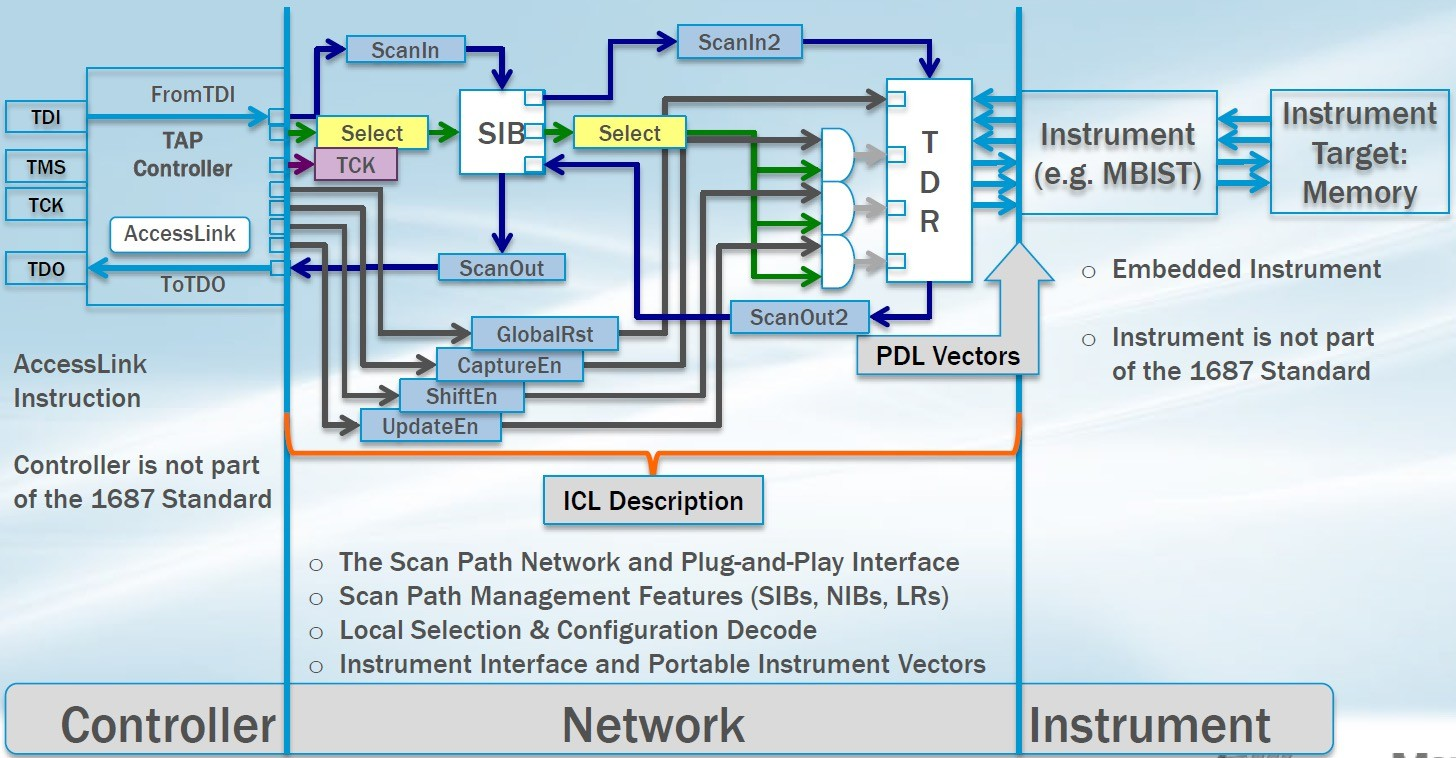 ScanIn
ScanIn2
FromTDI
TDI
TAP
Controller
Select
SIB
Select
TCK
TMS
TCK
AccessLink
TDO
ToTDO
ScanOut
T
D
R
Instrument
(e.g. MBIST)
Instrument
Target:
Memory
ScanOut2
GlobalRst
CaptureEn
ShiftEn
UpdateEn
PDL Vectors
○ Embedded Instrument
○ Instrument is not part
of the 1687 Standard
AccessLink
Instruction
Controller is not part
of the 1687 Standard
ICL Description
○ The Scan Path Network and Plug-and-Play Interface
○ Scan Path Management Features (SIBs, NIBs, LRs)
○ Local Selection & Configuration Decode
○ Instrument Interface and Portable Instrument Vectors
Controller
Network
Instrument